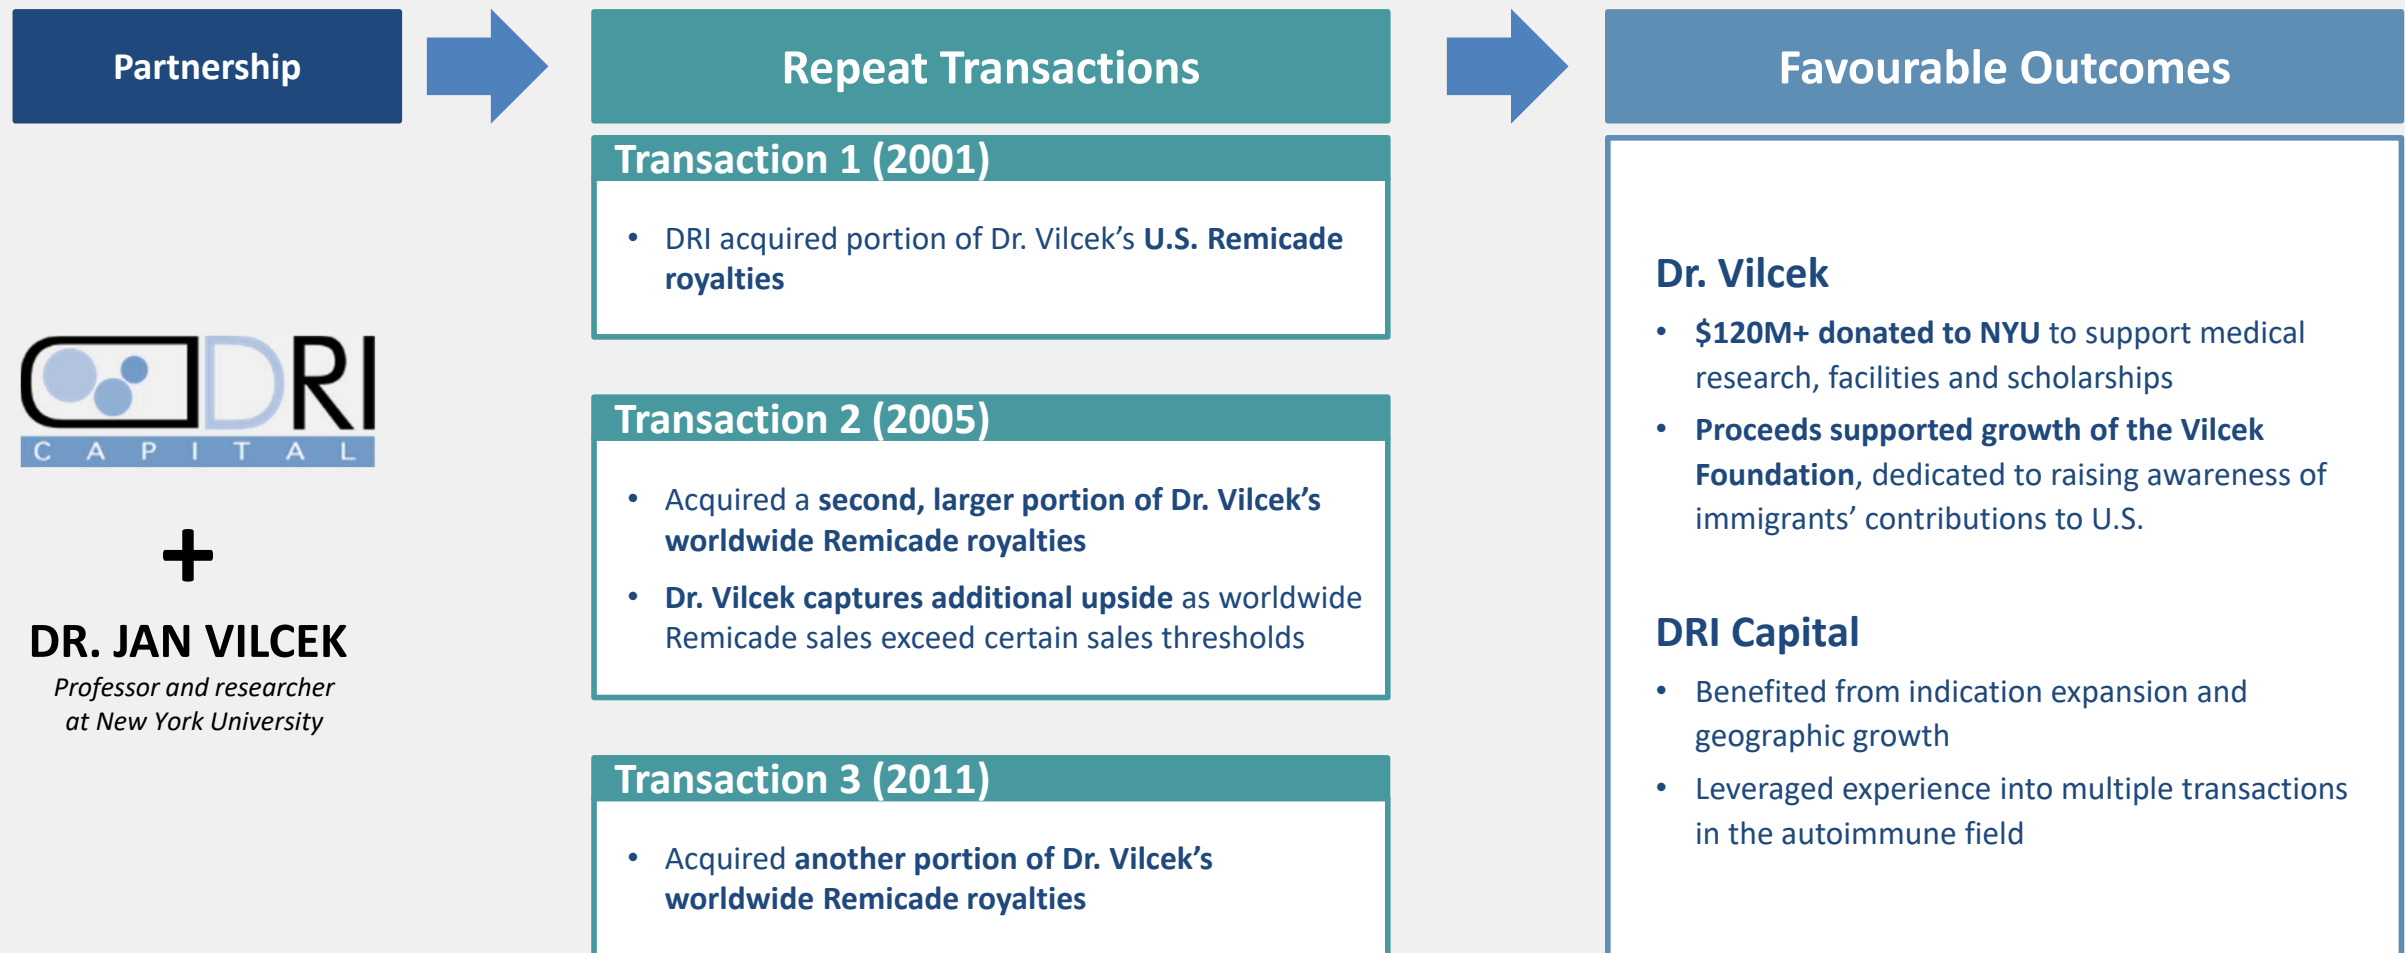 Partnership
Repeat Transactions
Favourable Outcomes
DRI
CAPITAL
+
DR. JAN VILCEK
Professor and researcher
at New York University
Transaction 1 (2001)
• DRI acquired portion of Dr. Vilcek’s U.S. Remicade
royalties
Transaction 2 (2005)
• Acquired a second, larger portion of Dr. Vilcek’s
worldwide Remicade royalties
• Dr. Vilcek captures additional upside as worldwide
Remicade sales exceed certain sales thresholds
Transaction 3 (2011)
• Acquired another portion of Dr. Vilcek’s
worldwide Remicade royalties
Dr. Vilcek
• $120M+ donated to NYU to support medical
research, facilities and scholarships
• Proceeds supported growth of the Vilcek
Foundation, dedicated to raising awareness of
immigrants’ contributions to U.S.
DRI Capital
• Benefited from indication expansion and
geographic growth
• Leveraged experience into multiple transactions
in the autoimmune field